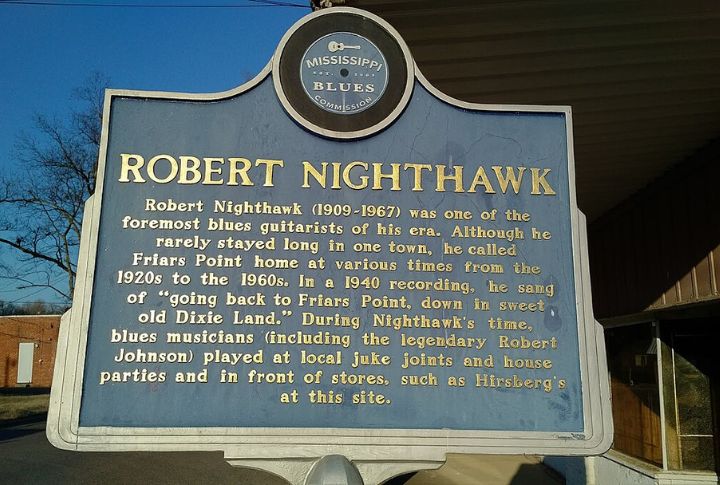 MISSISSIPPI
EST. 2003
BLUES
COMMISSION
ROBERT NIGHTHAWK
Robert Nighthawk (1909-1967) was one of the
foremost blues guitarists of his era. Although he
rarely stayed long in one town, he called
Friars Point home at various times from the
1920s to the 1960s. In a 1940 recording, he sang
of “going back to Friars Point, down in sweet
old Dixie Land.” During Nighthawk's time,
blues musicians (including the legendary Robert
Johnson) played at local juke joints and house
parties and in front of stores, such as Hirsberg's
at this site.